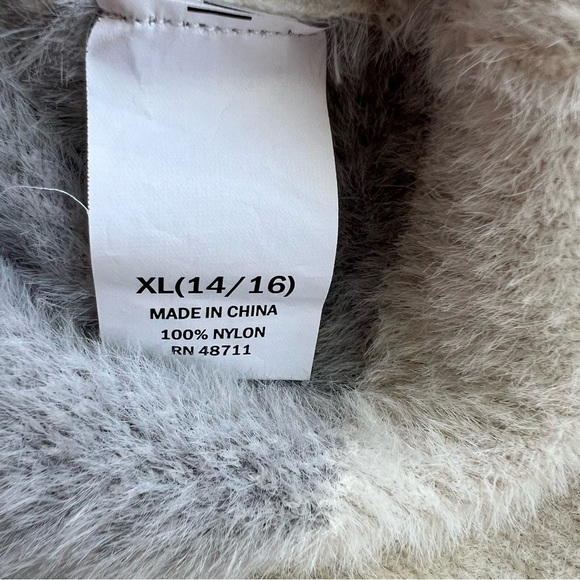 XL(14/16)
MADE IN CHINA
100% NYLON
RN 48711